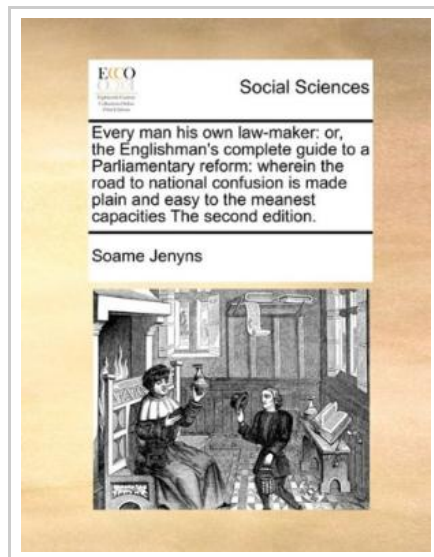 ECCO
Social Sciences
Every man his own law-maker: or,
the Englishman's complete guide to a
Parliamentary reform: wherein the
road to national confusion is made
plain and easy to the meanest
capacities The second edition.
Soame Jenyns